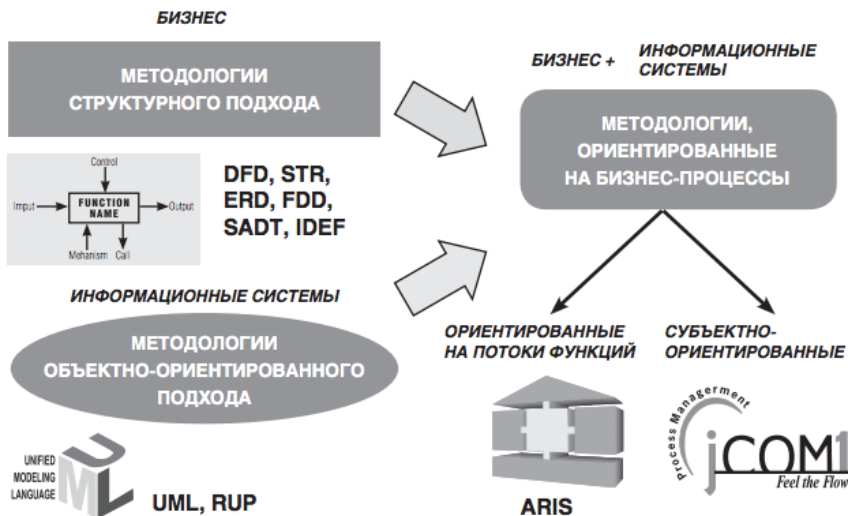 БИЗНЕС
МЕТОДОЛОГИИ
СТРУКТУРНОГО ПОДХОДА
Control
Imput
FUNCTION
NAME
Output
Mehanism
Call
DFD, STR,
ERD, FDD,
SADT, IDEF
ИНФОРМАЦИОННЫЕ СИСТЕМЫ
МЕТОДОЛОГИИ
ОБЪЕКТНО-ОРИЕНТИРОВАННОГО
ПОДХОДА
UNIFIED
MODELING
LANGUAGE
UML
UML, RUP
БИЗНЕС +
ИНФОРМАЦИОННЫЕ
СИСТЕМЫ
МЕТОДОЛОГИИ,
ОРИЕНТИРОВАННЫЕ
НА БИЗНЕС-ПРОЦЕССЫ
ОРИЕНТИРОВАННЫЕ
НА ПОТОКИ ФУНКЦИЙ
ARIS
СУБЪЕКТНО-
ОРИЕНТИРОВАННЫЕ
Process Managerment
jCOM1
Feel the Flow